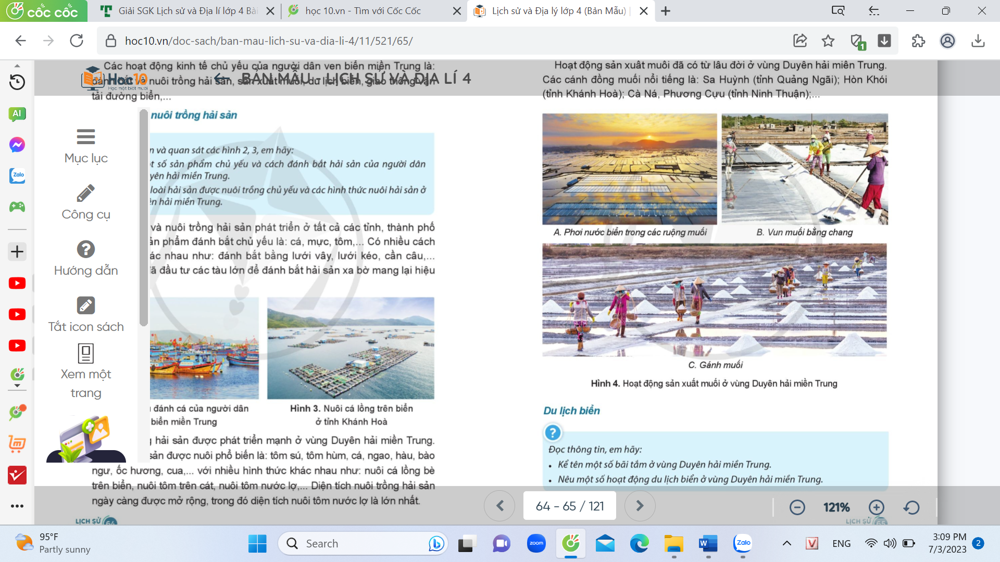 cốc cốc
Giải SGK Lịch sử và Địa lí lớp 4 Bài
học 10.vn - Tìm với Cốc Cốc
Lịch sử và Địa lý lớp 4 (Bản Mẫu) |
hoc10.vn/doc-sach/ban-mau-lich-su-va-dia-li-4/11/521/65/
1
AI
Zalo
Hoc10
Học một biết mười
BẢN MẪU - LỊCH SỬ VÀ ĐỊA LÍ 4
Mục lục
Công cụ
Hướng dẫn
Tắt icon sách
Xem một
trang
Các hoạt động kinh tế chủ yếu của người dân ven biển miền Trung là:
nuôi trồng hải sản, sản xuất muối, du lịch biển, giao thông vận
tải đường biển,...
nuôi trồng hải sản
và quan sát các hình 2, 3, em hãy:
số sản phẩm chủ yếu và cách đánh bắt hải sản của người dân
hải miền Trung.
loài hải sản được nuôi trồng chủ yếu và các hình thức nuôi hải sản ở
hải miền Trung.
và nuôi trồng hải sản phát triển ở tất cả các tỉnh, thành phố
phẩm đánh bắt chủ yếu là: cá, mực, tôm,... Có nhiều cách
nhau như: đánh bắt bằng lưới vây, lưới kéo, cần câu,...
đầu tư các tàu lớn để đánh bắt hải sản xa bờ mang lại hiệu
đánh cá của người dân
biển miền Trung
Hình 3. Nuôi cá lồng trên biển
ở tỉnh Khánh Hoà
hải sản được phát triển mạnh ở vùng Duyên hải miền Trung.
sản được nuôi phổ biến là: tôm sú, tôm hùm, cá, ngao, hàu, bào
ngư, ốc hương, cua,... với nhiều hình thức khác nhau như: nuôi cá lồng bè
trên biển, nuôi tôm trên cát, nuôi tôm nước lợ,... Diện tích nuôi trồng hải sản
ngày càng được mở rộng, trong đó diện tích nuôi tôm nước lợ là lớn nhất.
LỊCH SỬ 64
Hoạt động sản xuất muối đã có từ lâu đời ở vùng Duyên hải miền Trung.
Các cánh đồng muối nổi tiếng là: Sa Huỳnh (tỉnh Quảng Ngãi); Hòn Khói
(tỉnh Khánh Hoà); Cà Ná, Phương Cựu (tỉnh Ninh Thuận);...
A. Phơi nước biển trong các ruộng muối
B. Vun muối bằng chang
C. Gánh muối
Hình 4. Hoạt động sản xuất muối ở vùng Duyên hải miền Trung
Du lịch biển
?
Đọc thông tin, em hãy:
• Kể tên một số bãi tắm ở vùng Duyên hải miền Trung.
• Nêu một số hoạt động du lịch biển ở vùng Duyên hải miền Trung.
64 - 65 / 121
121%
LỊCH SỬ 65
95°F
Partly sunny
Search
zoom
Zalo
ENG
3:09 PM
7/3/2023
2